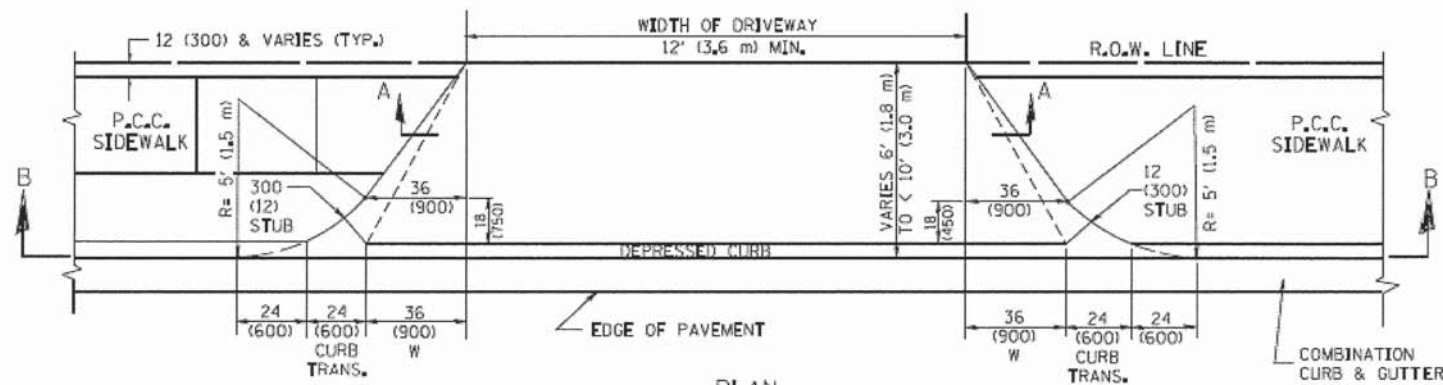 12 (300) & VARIES (TYP.)
WIDTH OF DRIVEWAY
12' (3.6 m) MIN.
R.O.W. LINE
A
A
P.C.C.
SIDEWALK
R= 5' (1.5 m)
300
(12)
STUB
36
(900)
18
(750)
VARIES 6' (1.8 m)
TO < 10' (3.0 m)
36
(900)
18
(450)
12
(300)
STUB
R= 5' (1.5 m)
P.C.C.
SIDEWALK
B
B
DEPRESSED CURB
24
(600)
24
(600)
CURB
TRANS.
36
(900)
W
EDGE OF PAVEMENT
36
(900)
W
24
(600)
CURB
TRANS.
24
(600)
COMBINATION
CURB & GUTTER
PLAN